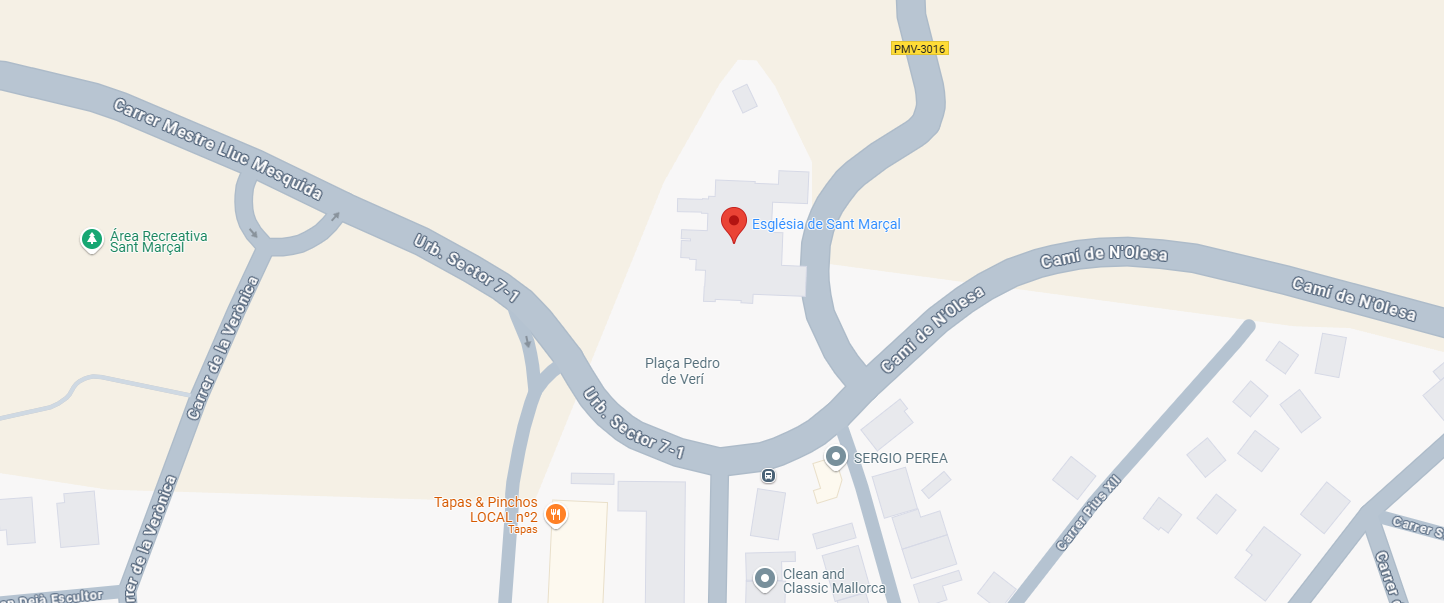 PMV-3016
Carrer Mestre Lluc Mesquida
Església de Sant Marçal
Área Recreativa
Sant Marçal
Urb. Sector 7-1
Camí de N'Olesa
Camí de N'Olesa
Camí de N'Olesa
Carrer de la Verònica
Plaça Pedro
de Verí
Urb. Sector 7-1
SERGIO PEREA
Carrer de la Verònica
Tapas & Pinchos
LOCAL nº2
Tapas
Carrer Pius XII
Carrer S
Carrer
Clean and
Classic Mallorca
Dejà Escultor